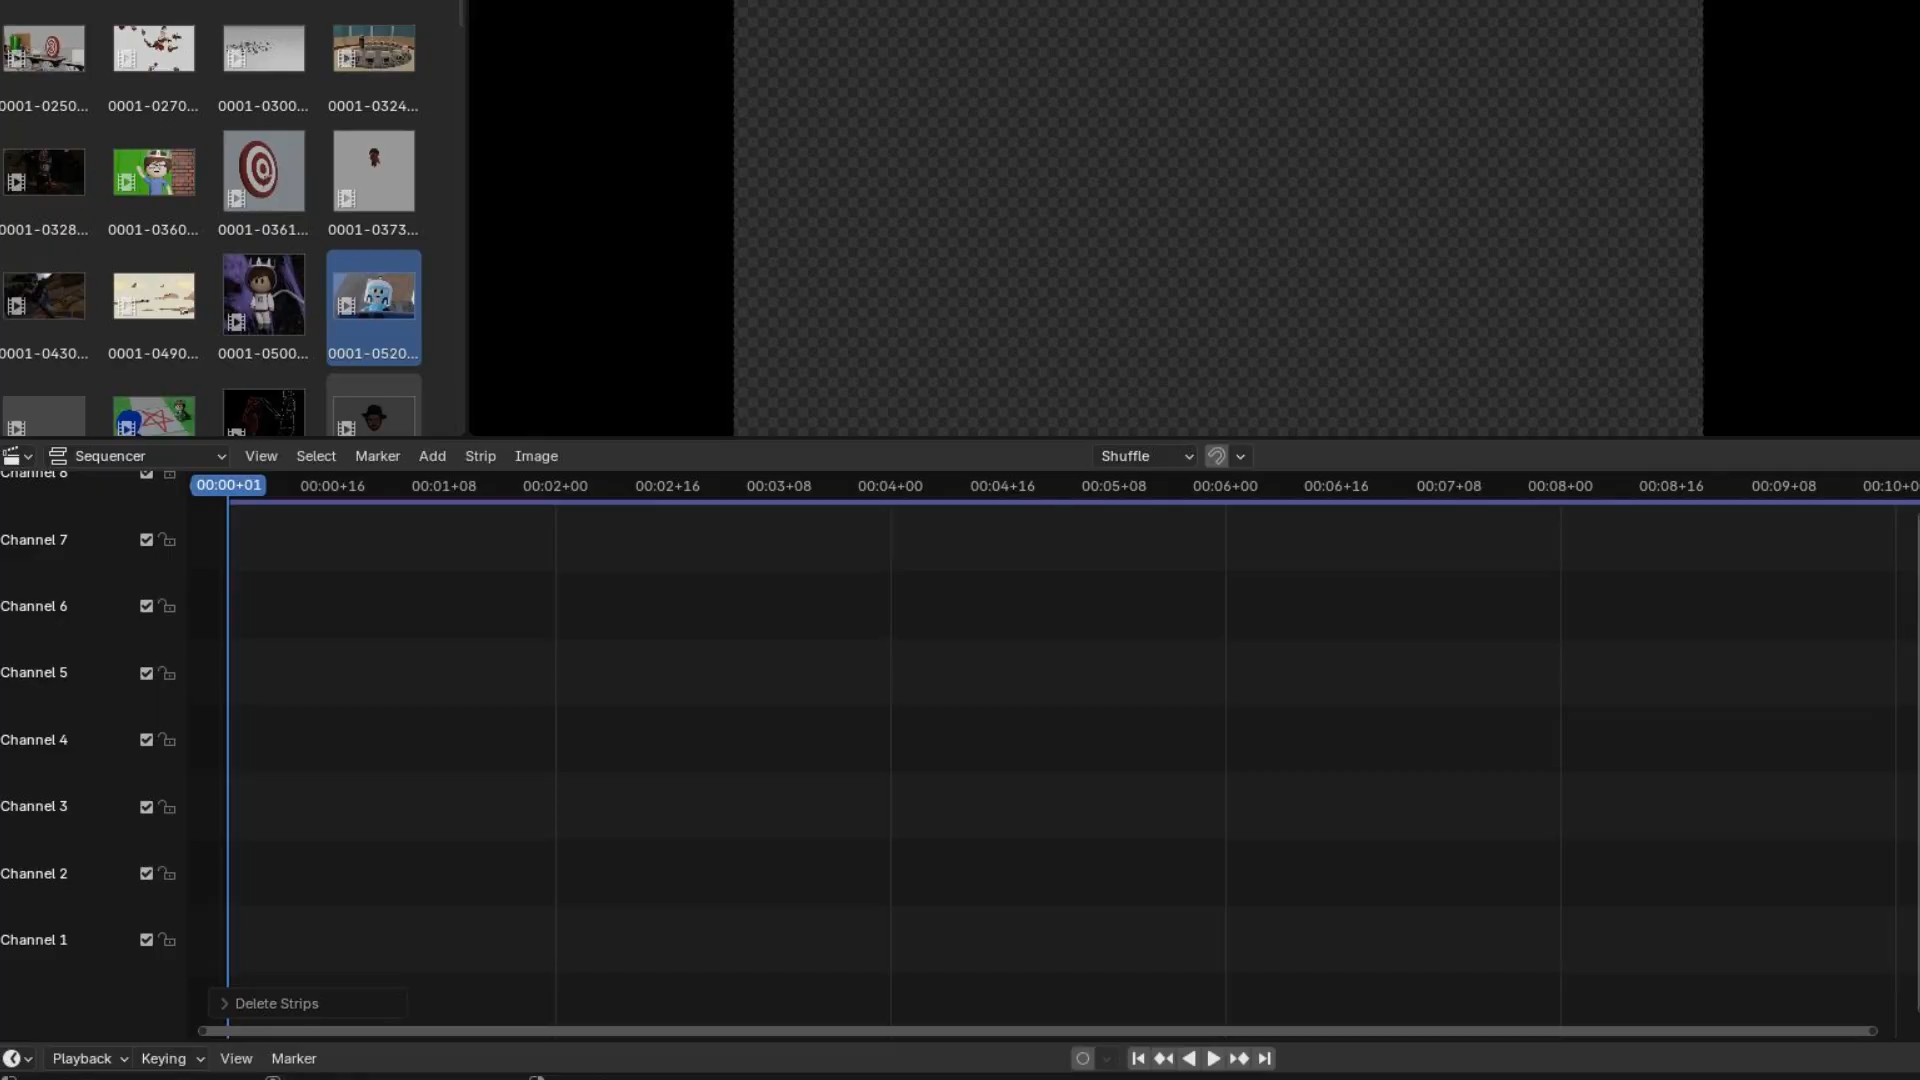 0001-0250... 0001-0270... 0001-0300... 0001-0324...
0001-0328... 0001-0360... 0001-0361... 0001-0373...
0001-0430... 0001-0490... 0001-0500... 0001-0520...
Sequencer View Select Marker Add Strip Image Shuffle
Channel 8 00:00+01 00:00+16 00:01+08 00:02+00 00:02+16 00:03+08 00:04+00 00:04+16 00:05+08 00:06+00 00:06+16 00:07+08 00:08+00 00:08+16 00:09+08 00:10+0
Channel 7
Channel 6
Channel 5
Channel 4
Channel 3
Channel 2
Channel 1
Delete Strips
Playback Keying View Marker